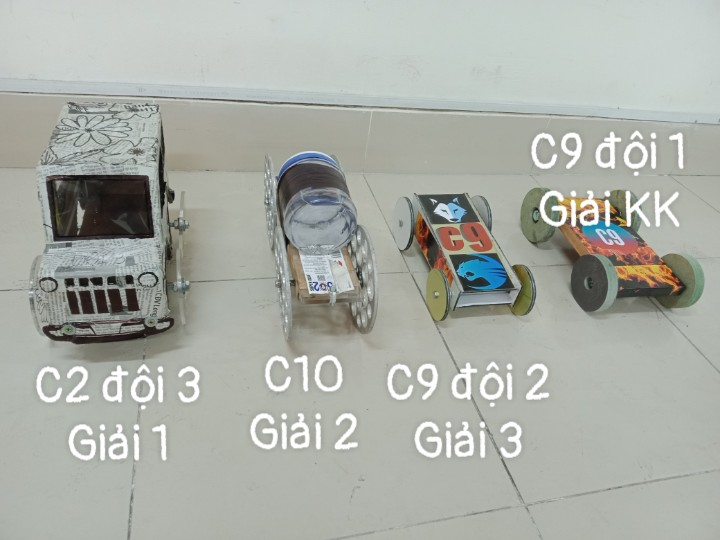 C9 đội 1
Giải KK
C9
C9
C2 đội 3
Giải 1
C10
Giải 2
C9 đội 2
Giải 3